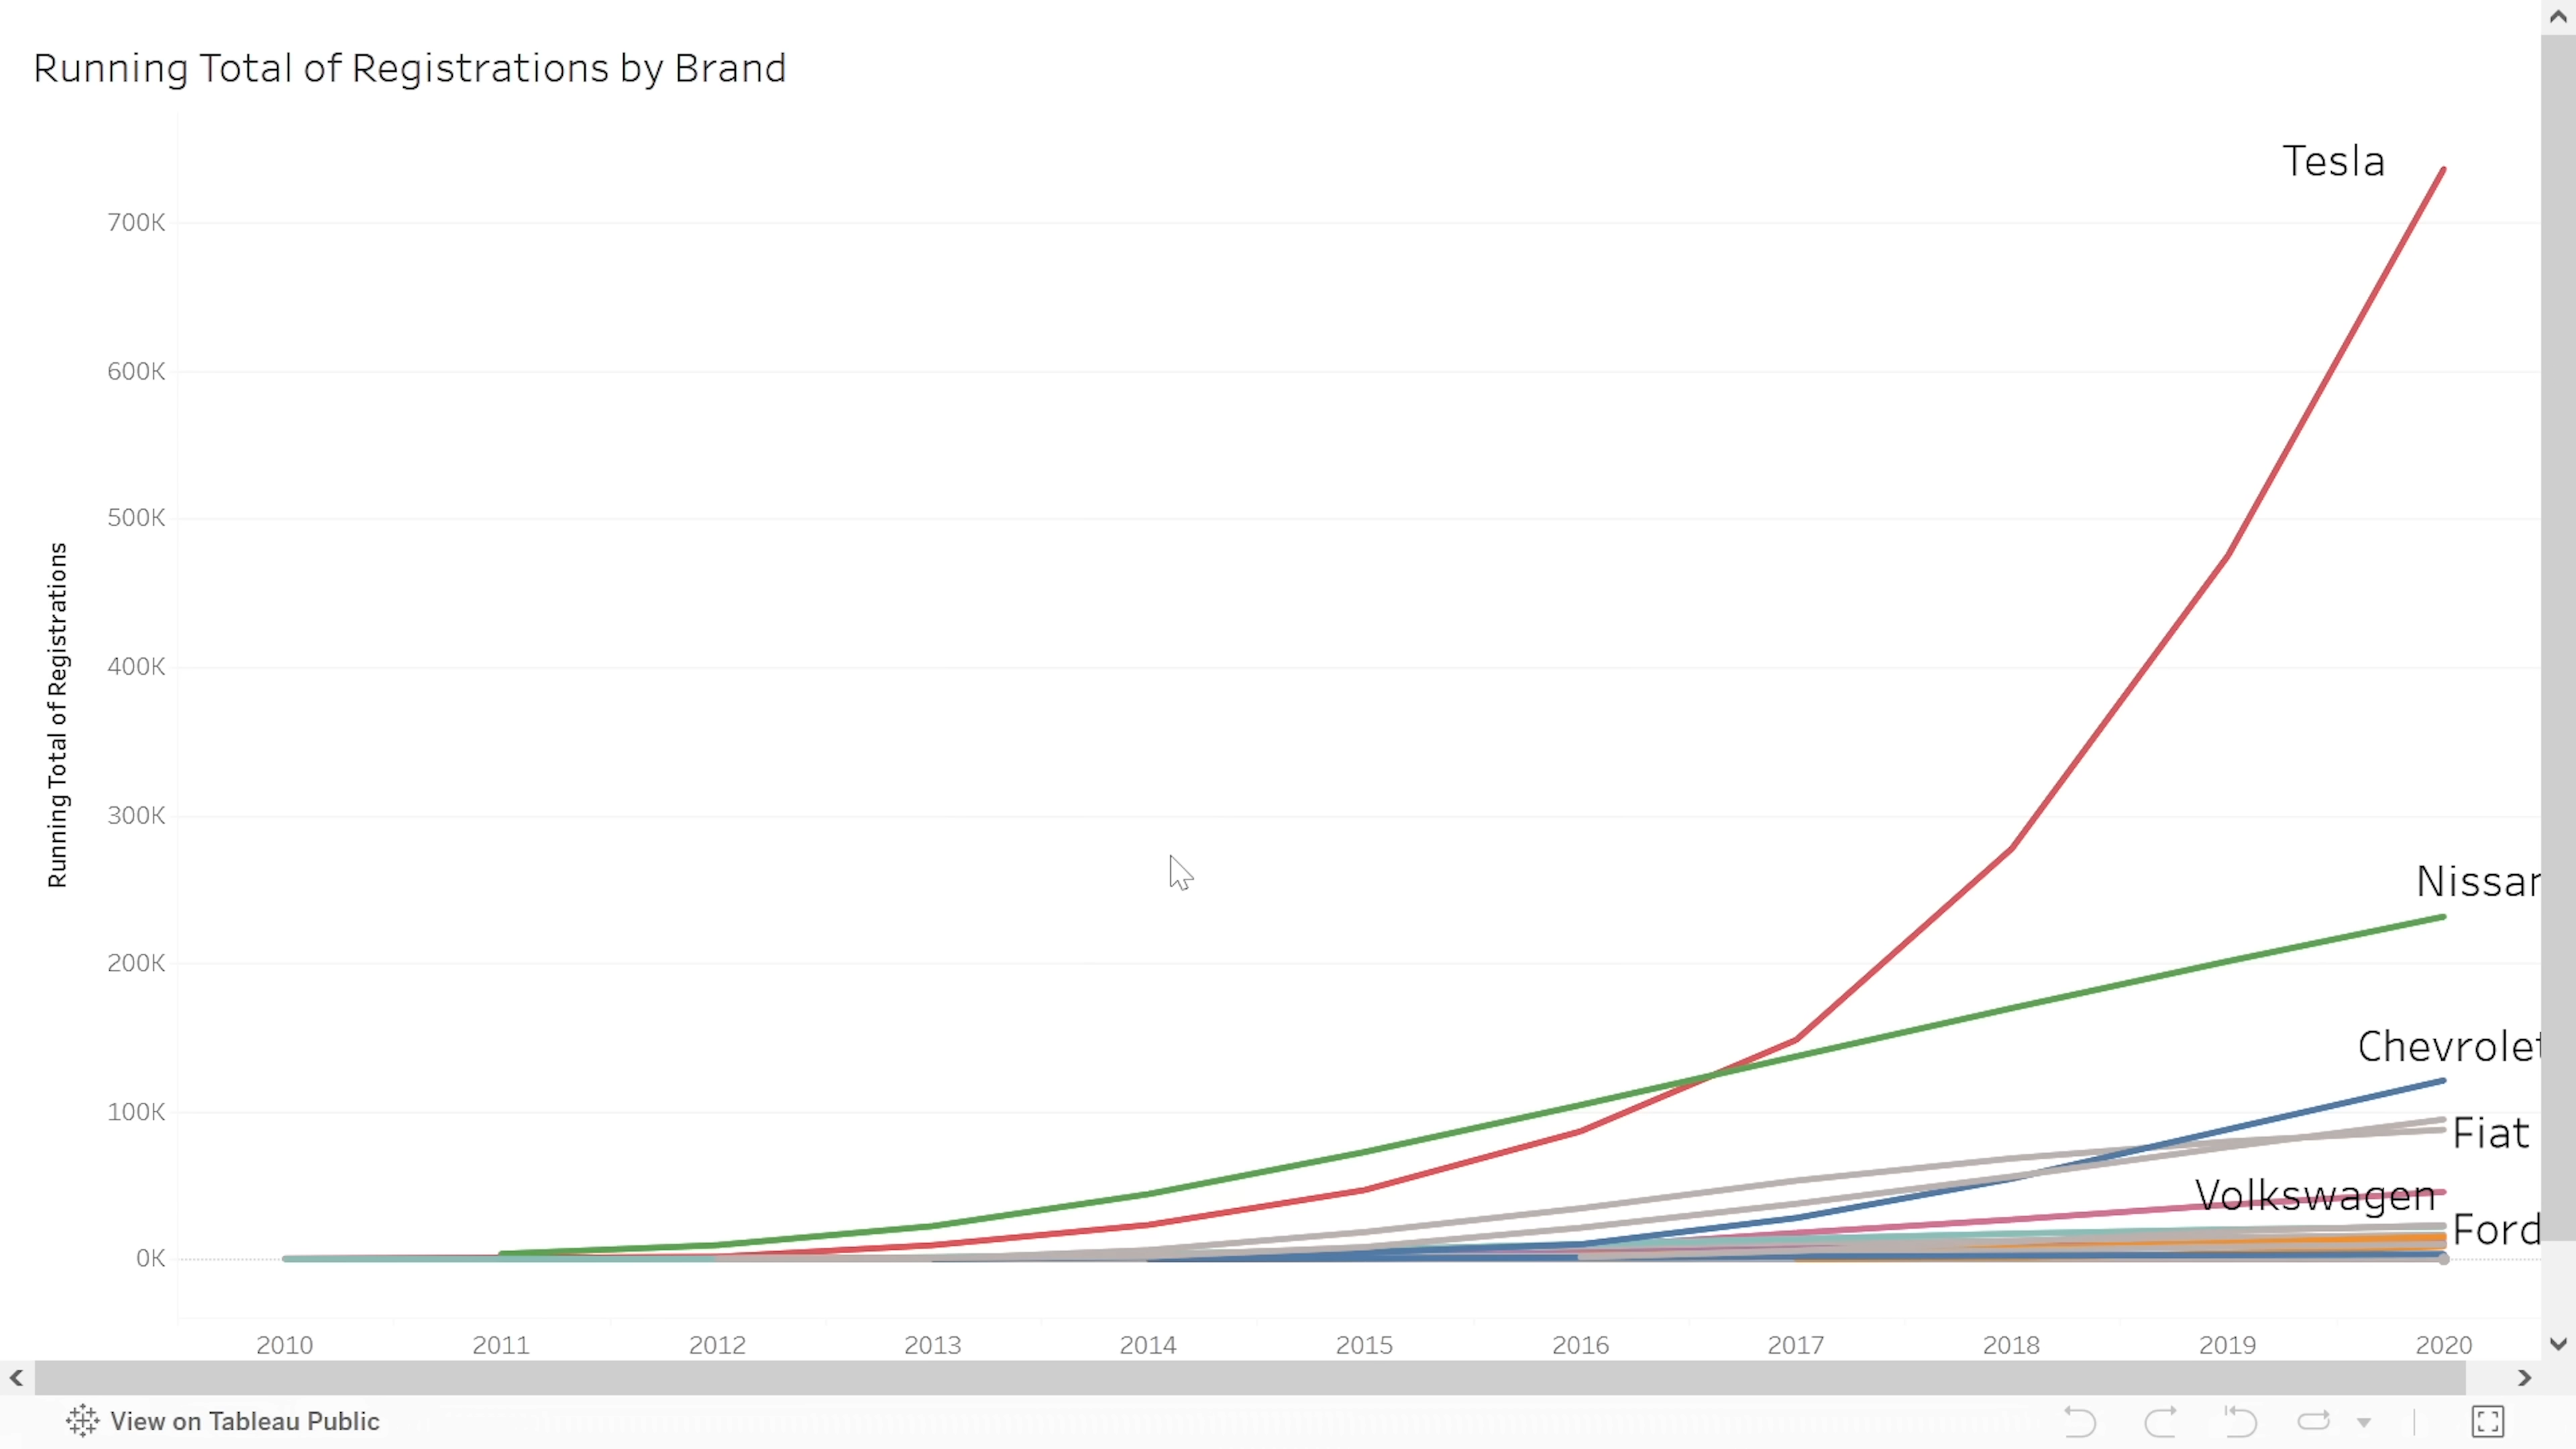 Running Total of Registrations by Brand
Tesla
700K
600K
500K
400K
300K
200K
100K
0K
Running Total of Registrations
Nissan
Chevrolet
Fiat
Volkswagen
Ford
2010 2011 2012 2013 2014 2015 2016 2017 2018 2019 2020
View on Tableau Public